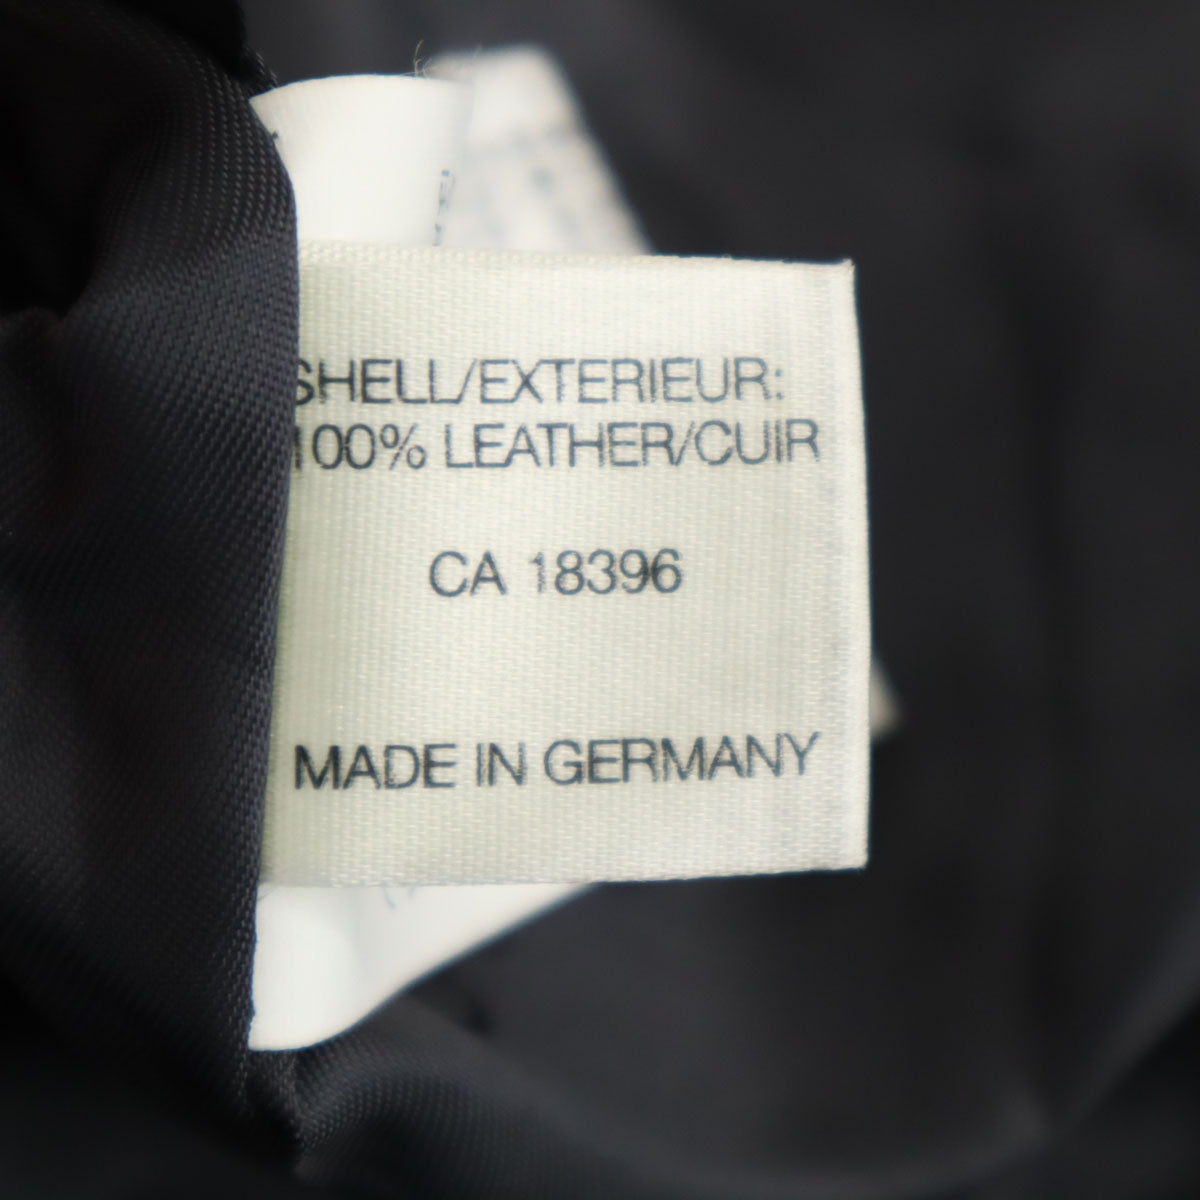 SHELL/EXTERIEUR:
100% LEATHER/CUIR
CA 18396
MADE IN GERMANY